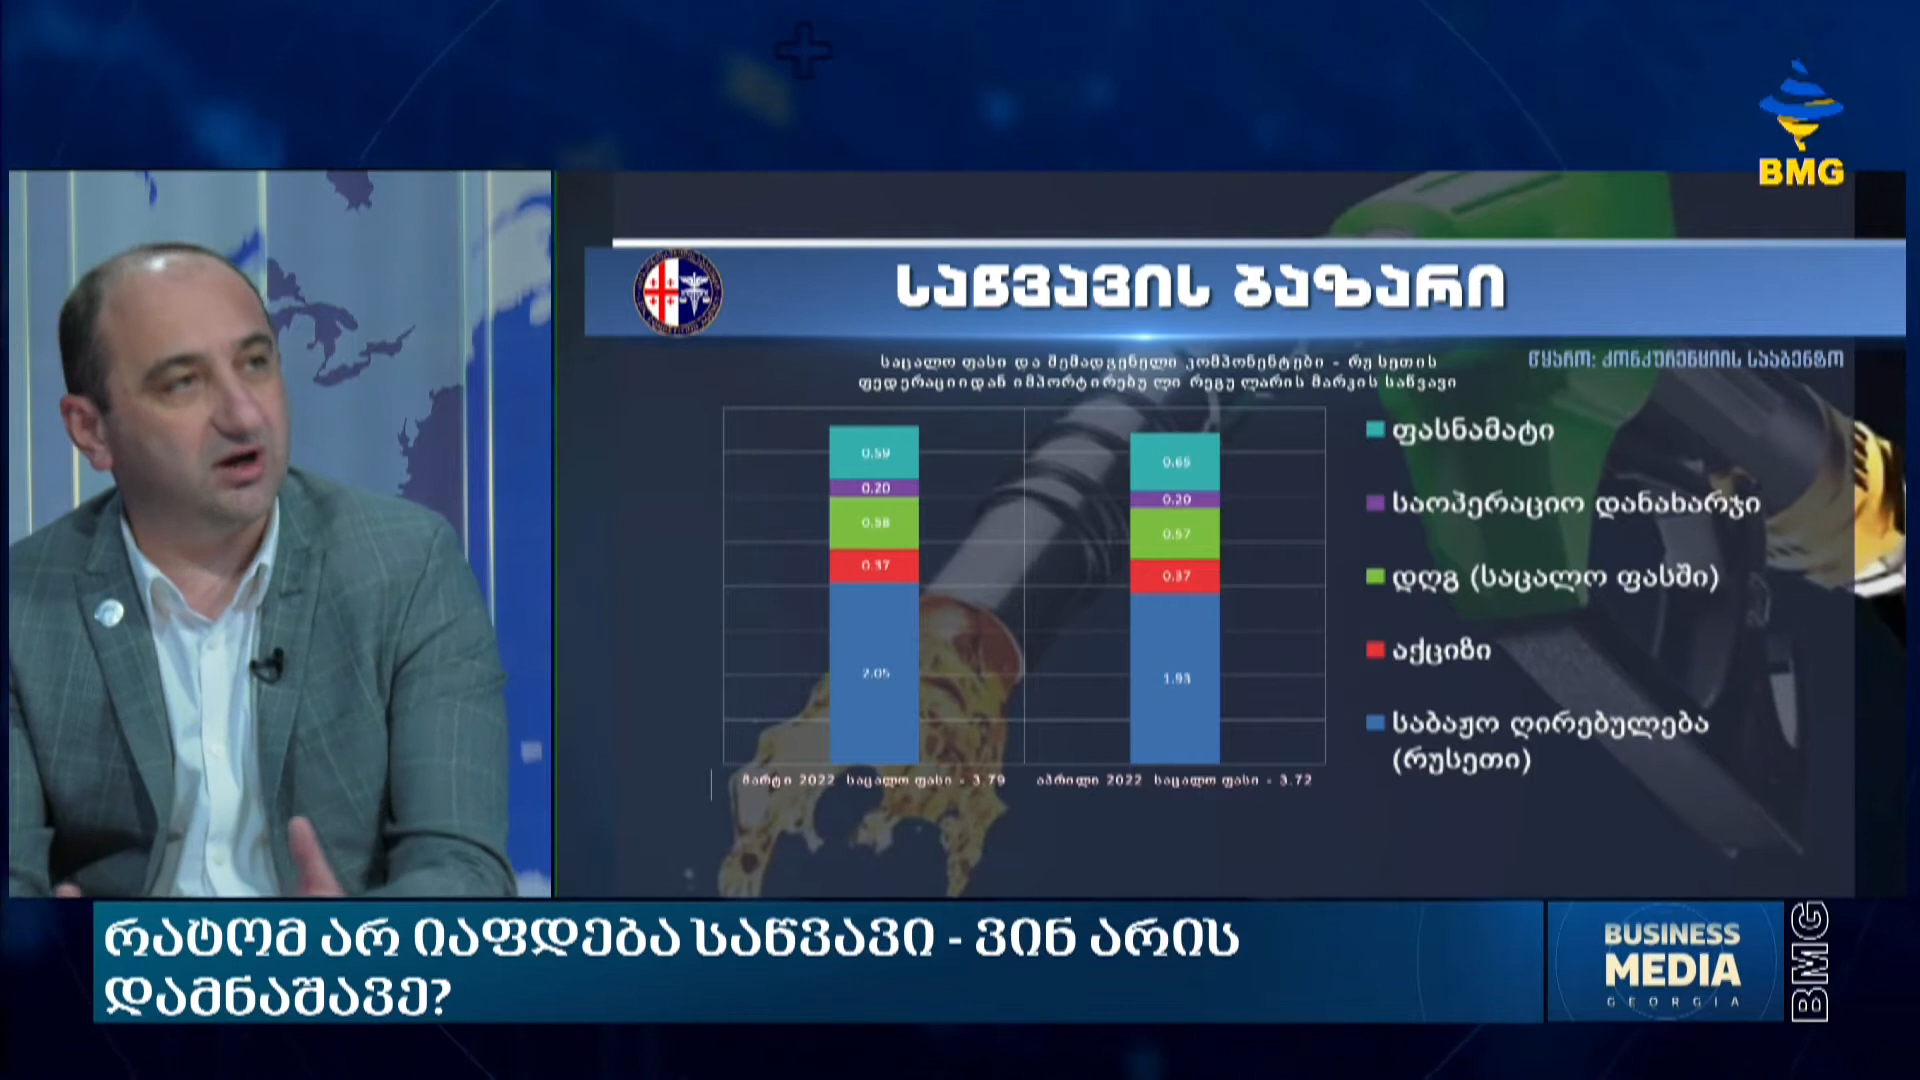 BMG
საწვავის ბაზარი
საცალო ფასი და შემადგენელი კომპონენტები - რუსეთის
ფედერაციიდან იმპორტირებული რეგულარის მარკის საწვავი
წყარო: კონკურენციის სააგენტო
0.59
0.20
0.58
0.37
2.05
0.65
0.20
0.57
0.37
1.93
მარტი 2022 საცალო ფასი - 3.79
აპრილი 2022 საცალო ფასი - 3.72
ფასნამატი
საოპერაციო დანახარჯი
დღგ (საცალო ფასში)
აქციზი
საბაჟო ღირებულება
(რუსეთი)
რატომ არ იაფდება საწვავი - ვინ არის
დამნაშავე?
BUSINESS
MEDIA
GEORGIA
BMG